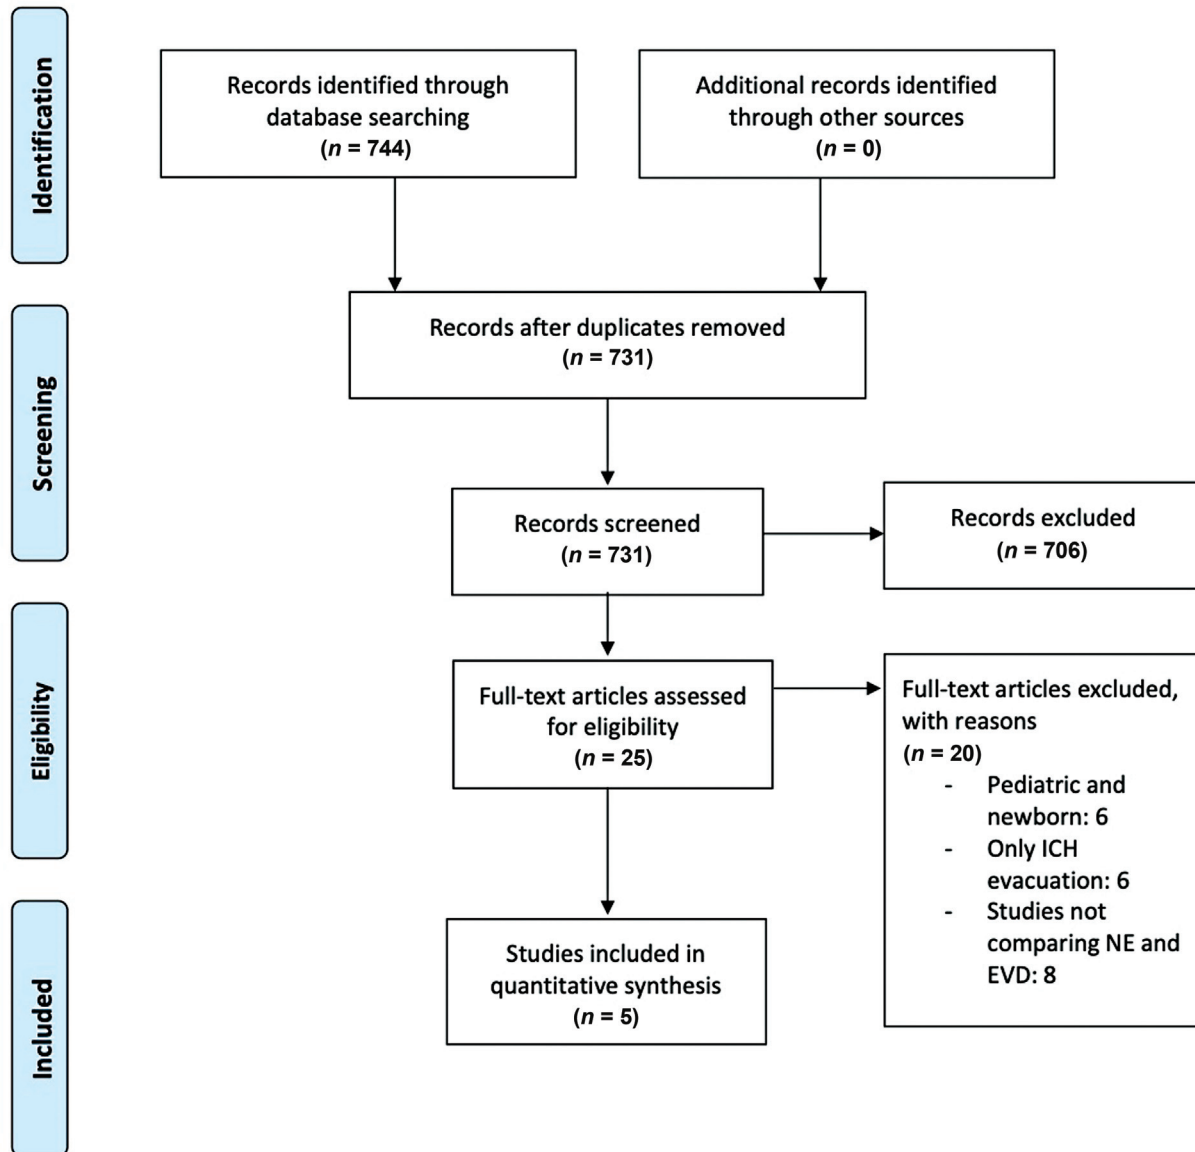 Identification
Records identified through
database searching
(n = 744)
Additional records identified
through other sources
(n = 0)
Records after duplicates removed
(n = 731)
Screening
Records screened
(n = 731)
Records excluded
(n = 706)
Eligibility
Full-text articles assessed
for eligibility
(n = 25)
Full-text articles excluded,
with reasons
(n = 20)
- Pediatric and
newborn: 6
- Only ICH
evacuation: 6
- Studies not
comparing NE and
EVD: 8
Included
Studies included in
quantitative synthesis
(n = 5)